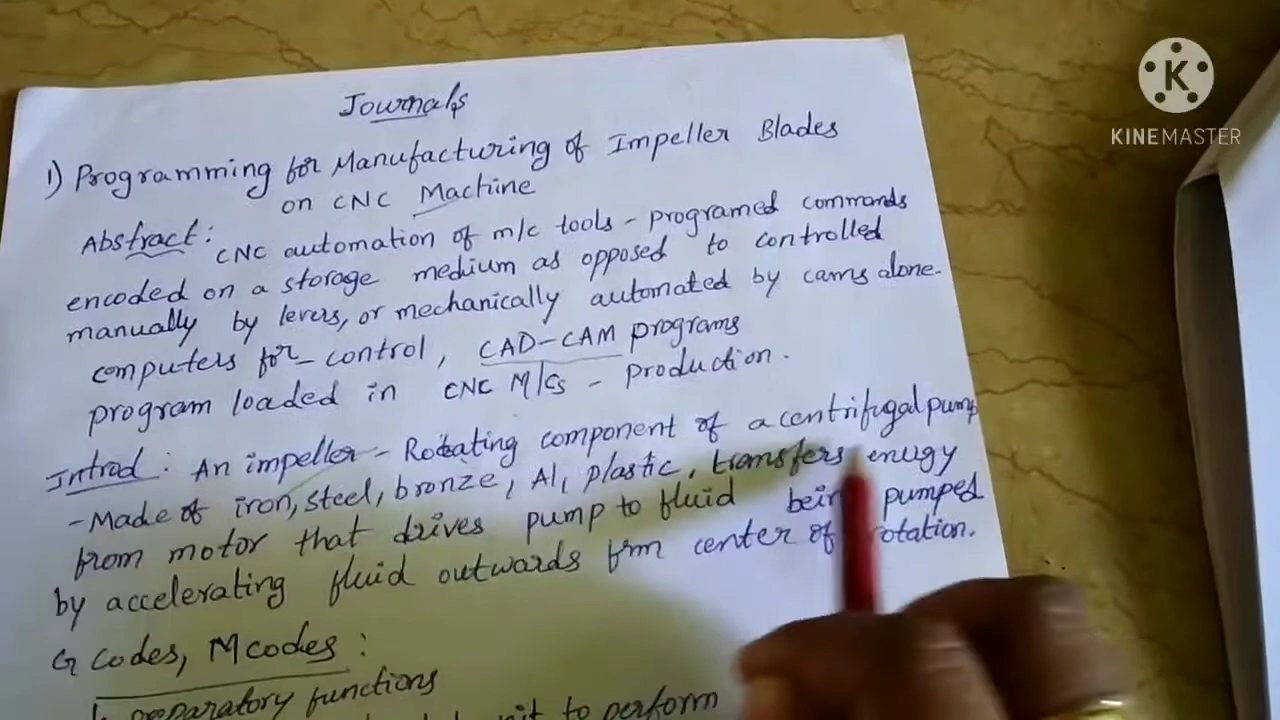 Journals
1) Programming for Manufacturing of Impeller Blades
on CNC Machine
Abstract:
CNC automation of m/c tools - programed commands
encoded on a storage medium as opposed to controlled
manually by levers, or mechanically automated by cams alone-
computers for control, CAD-CAM programs
program loaded in CNC M/Cs - production.
Introd: An impeller - Rotating component of a centrifugal pump
- Made of iron, steel, bronze, Al, plastic, transfers energy
from motor that drives pump to fluid being pumped
by accelerating fluid outwards frm center of rotation.
G codes, M codes:
preparatory functions
unit to perform
K
KINEMASTER